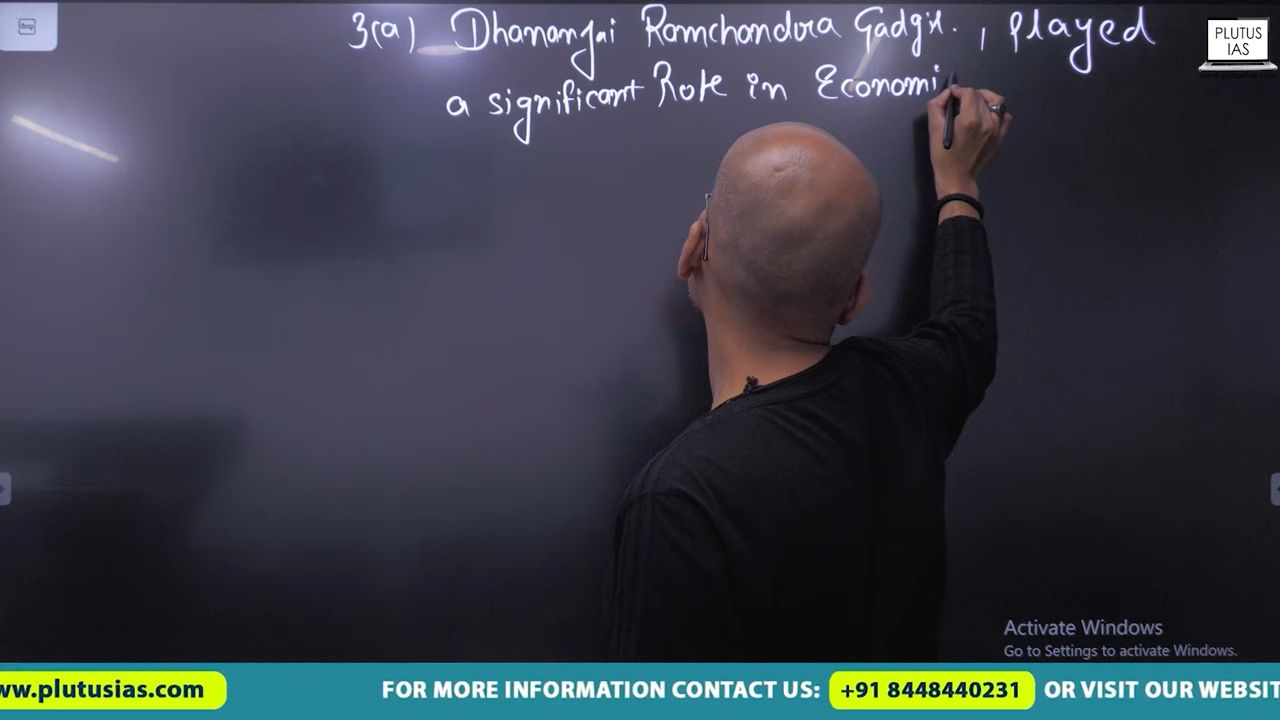 3(a) Dhananjai Ramchandra Gadgil. , Played
a significant Role in Economi
PLUTUS
IAS
Activate Windows
Go to Settings to activate Windows.
ww.plutusias.com
FOR MORE INFORMATION CONTACT US: +91 8448440231 OR VISIT OUR WEBSIT